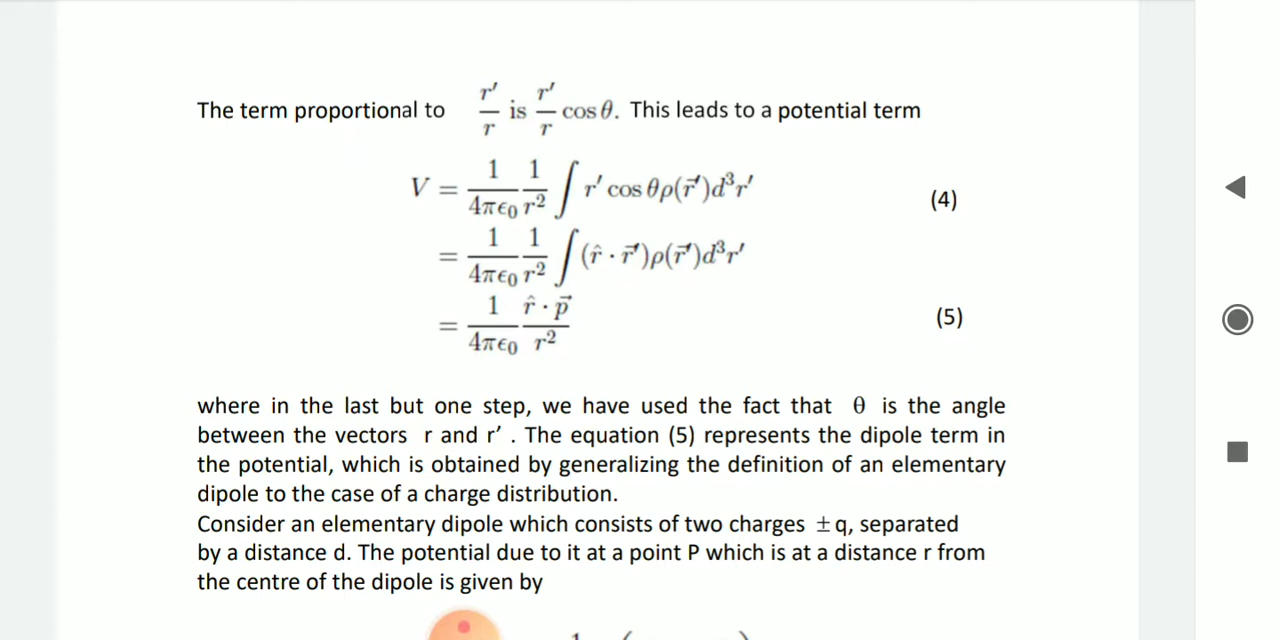 The term proportional to r′/r is r′/r cos θ. This leads to a potential term
V = 1/4πϵ₀ 1/r² ∫ r′ cos θρ(r⃗′)d³r′ (4)
= 1/4πϵ₀ 1/r² ∫ (r̂ · r⃗′)ρ(r⃗′)d³r′
= 1/4πϵ₀ r̂ · p⃗/r² (5)
where in the last but one step, we have used the fact that θ is the angle
between the vectors r and r’ . The equation (5) represents the dipole term in
the potential, which is obtained by generalizing the definition of an elementary
dipole to the case of a charge distribution.
Consider an elementary dipole which consists of two charges ±q, separated
by a distance d. The potential due to it at a point P which is at a distance r from
the centre of the dipole is given by